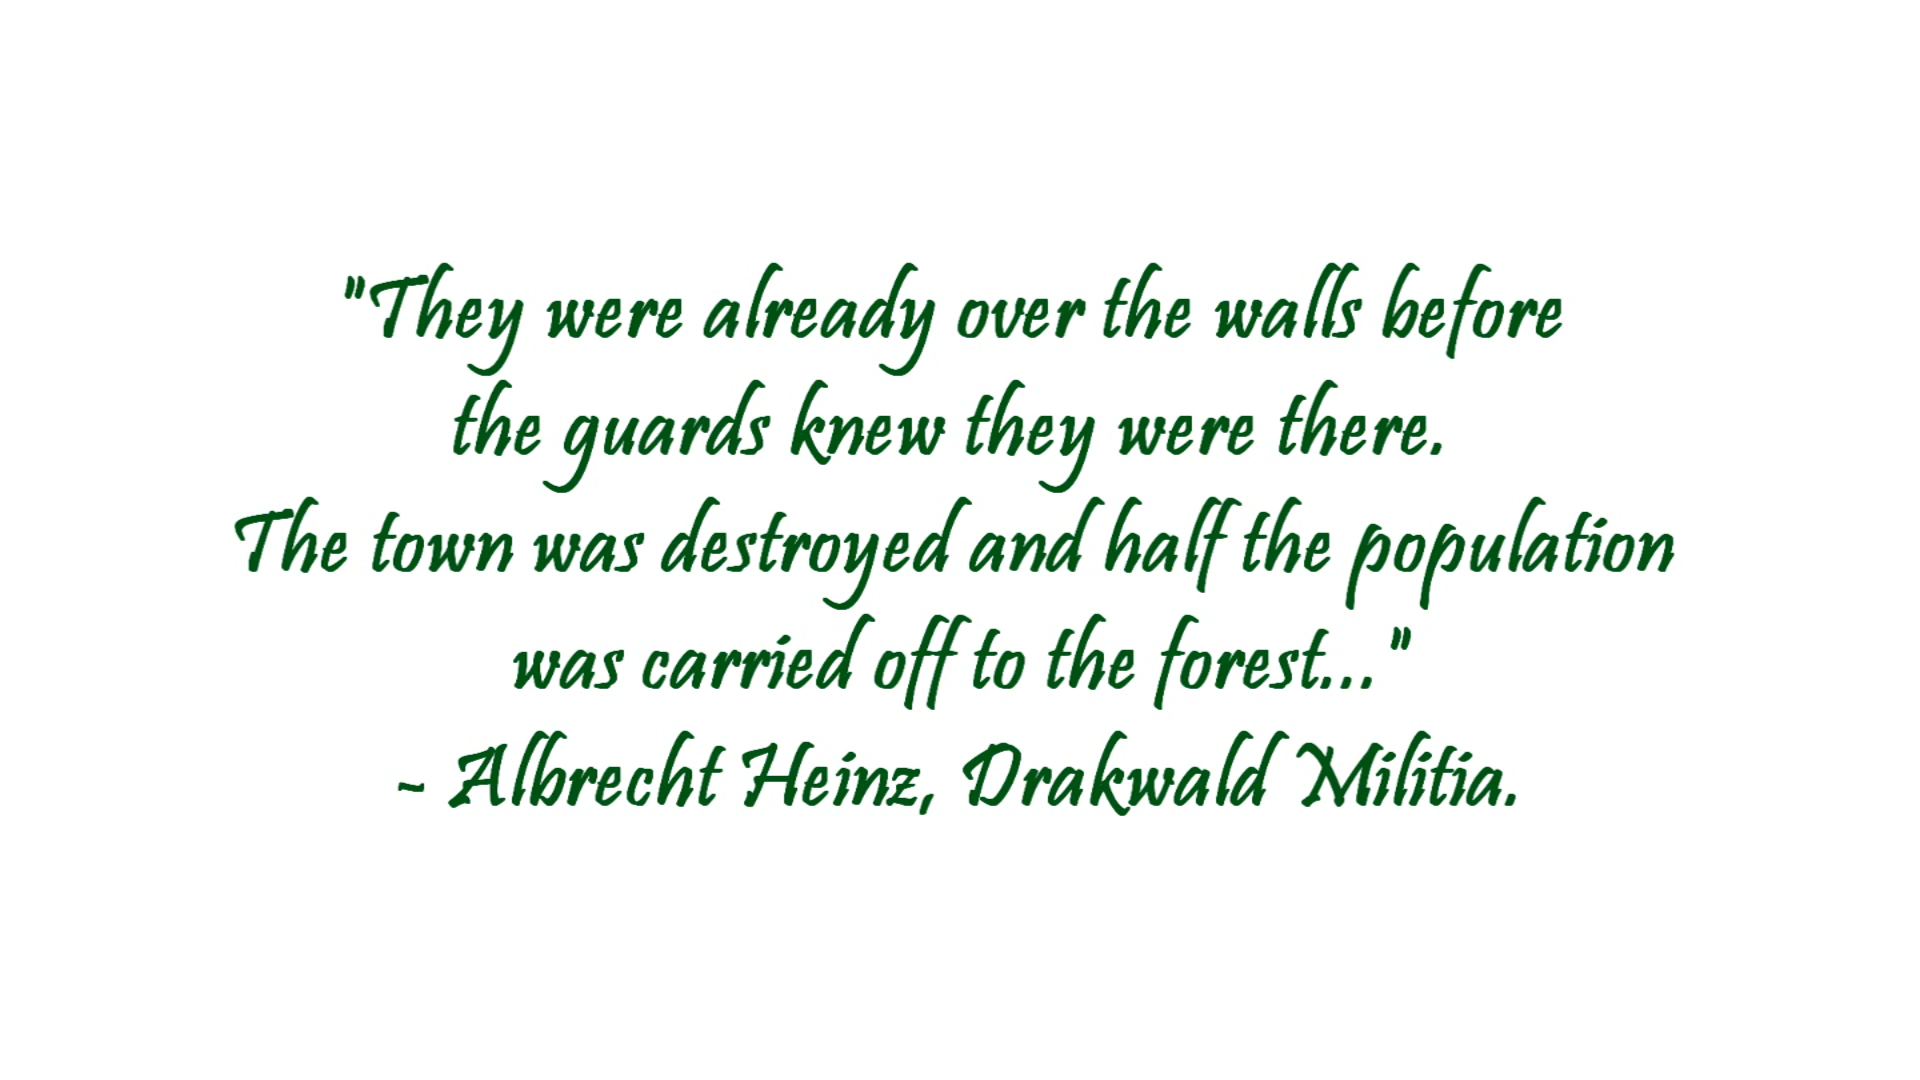 "They were already over the walls before
the guards knew they were there.
The town was destroyed and half the population
was carried off to the forest..."
~ Albrecht Heinz, Drakwald Militia.